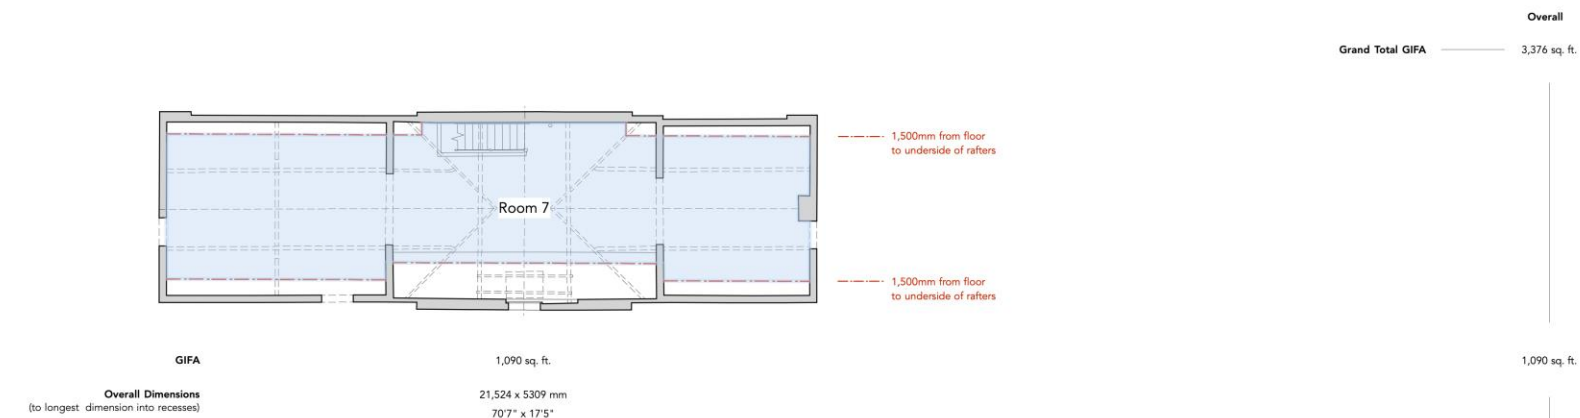 Overall
Grand Total GIFA 3,376 sq. ft.
1,500mm from floor
to underside of rafters
Room 7
1,500mm from floor
to underside of rafters
GIFA 1,090 sq. ft. 1,090 sq. ft.
Overall Dimensions 21,524 x 5309 mm
(to longest dimension into recesses)
70'7" x 17'5"